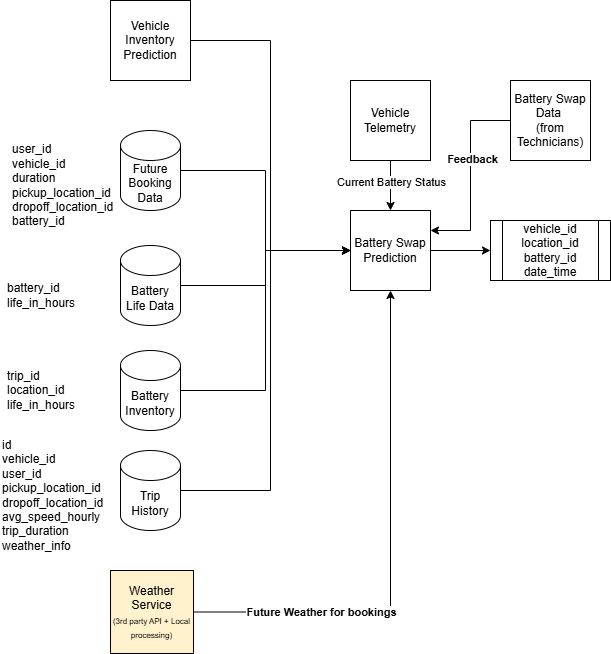 Vehicle
Inventory
Prediction
user_id
vehicle_id
duration
pickup_location_id
dropoff_location_id
battery_id
Future
Booking
Data
Vehicle
Telemetry
Battery Swap
Data
(from
Technicians)
Feedback
Current Battery Status
Battery Swap
Prediction
vehicle_id
location_id
battery_id
date_time
battery_id
life_in_hours
Battery
Life Data
trip_id
location_id
life_in_hours
Battery
Inventory
id
vehicle_id
user_id
pickup_location_id
dropoff_location_id
avg_speed_hourly
trip_duration
weather_info
Trip
History
Weather
Service
(3rd party API + Local
processing)
Future Weather for bookings